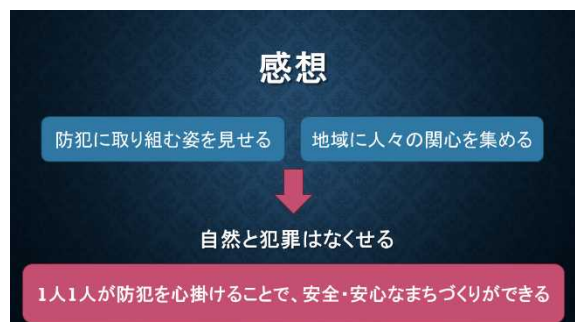 感想
防犯に取り組む姿を見せる
地域に人々の関心を集める
自然と犯罪はなくせる
1人1人が防犯を心掛けることで、安全・安心なまちづくりができる